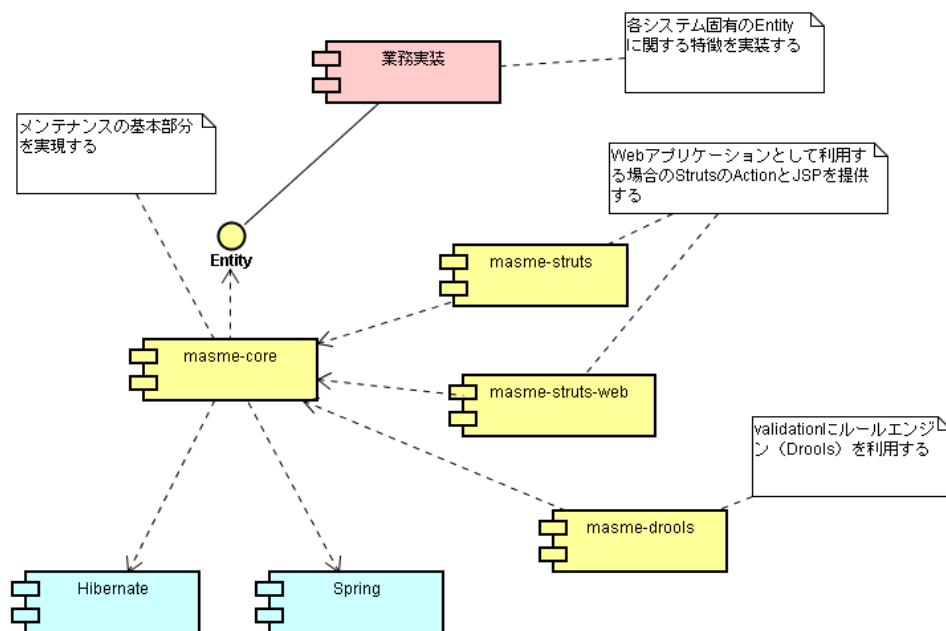 業務実装
各システム固有のEntity
に関する特徴を実装する
メンテナンスの基本部分
を実現する
Webアプリケーションとして利用す
る場合のStrutsのActionとJSPを提供
する
Entity
masme-struts
masme-core
masme-struts-web
validationにルールエンジ
ン（Drools）を利用する
masme-drools
Hibernate
Spring